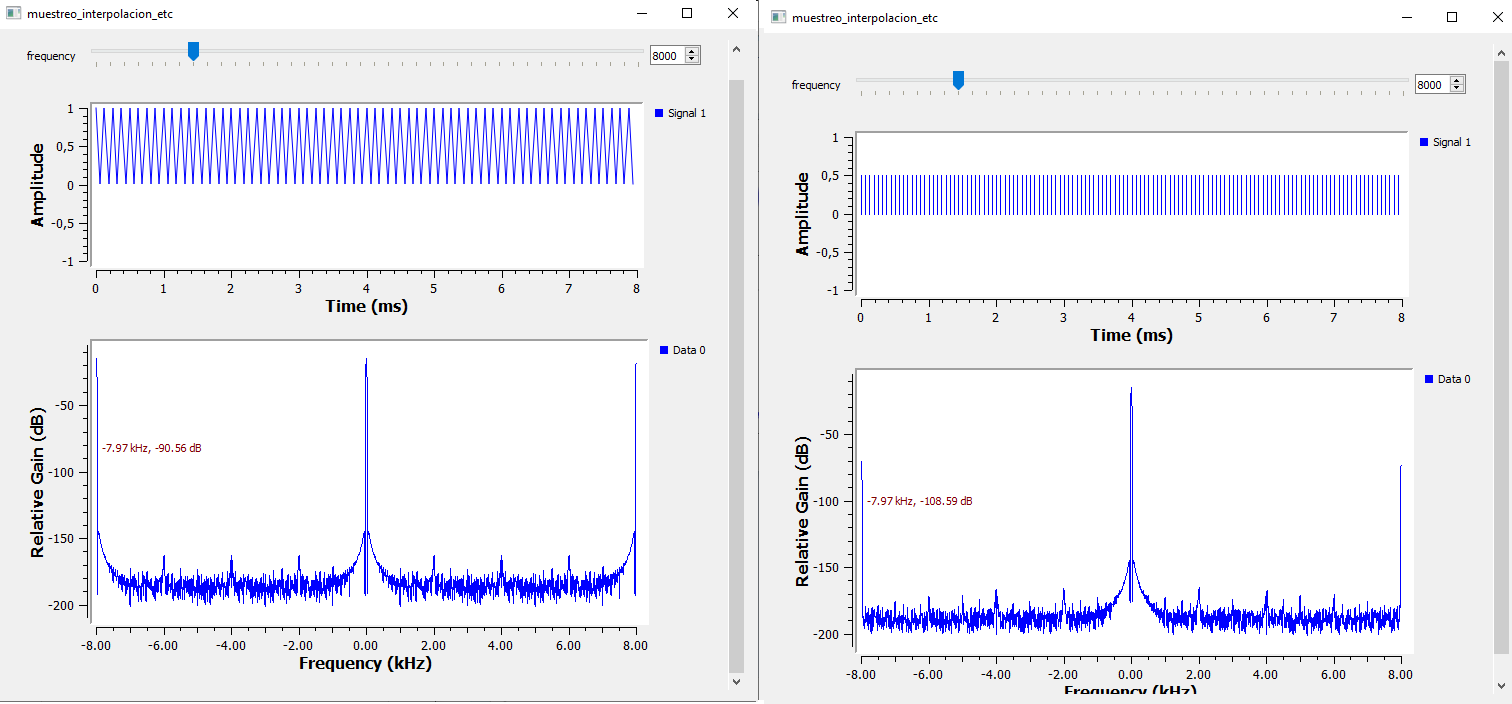 muestreo_interpolacion_etc
frequency
8000
Signal 1
1
0,5
0
-0,5
-1
Amplitude
0 1 2 3 4 5 6 7 8
Time (ms)
Data 0
-50
-100
-150
-200
Relative Gain (dB)
-7.97 kHz, -90.56 dB
-8.00 -6.00 -4.00 -2.00 0.00 2.00 4.00 6.00 8.00
Frequency (kHz)
muestreo_interpolacion_etc
frequency
8000
Signal 1
1
0,5
0
-0,5
-1
Amplitude
0 1 2 3 4 5 6 7 8
Time (ms)
Data 0
-50
-100
-150
-200
Relative Gain (dB)
-7.97 kHz, -108.59 dB
-8.00 -6.00 -4.00 -2.00 0.00 2.00 4.00 6.00 8.00
Frequency (kHz)